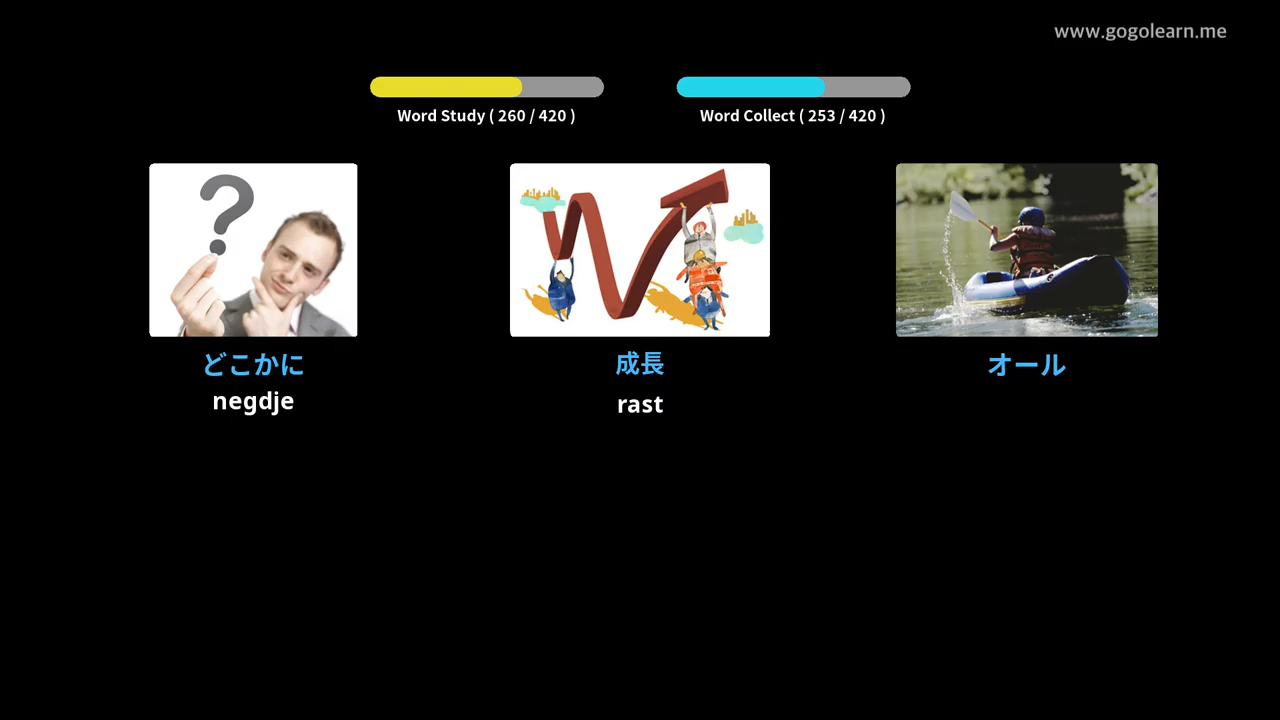 www.gogolearn.me
Word Study ( 260 / 420 )
Word Collect ( 253 / 420 )
どこかに
negdje
成長
rast
オール